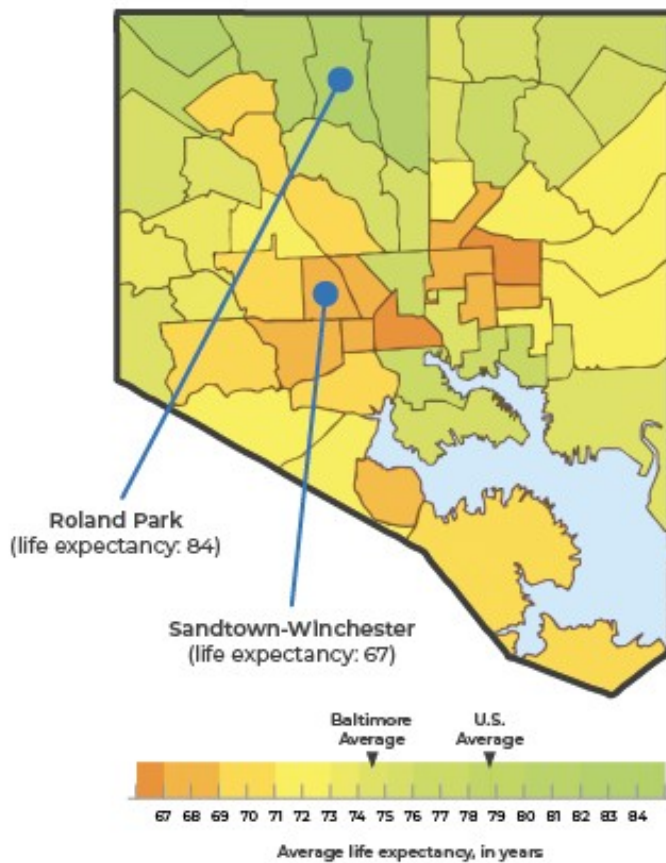 Roland Park
(life expectancy: 84)
Sandtown-Winchester
(life expectancy: 67)
Baltimore
Average
U.S.
Average
67 68 69 70 71 72 73 74 75 76 77 78 79 80 81 82 83 84
Average life expectancy, in years